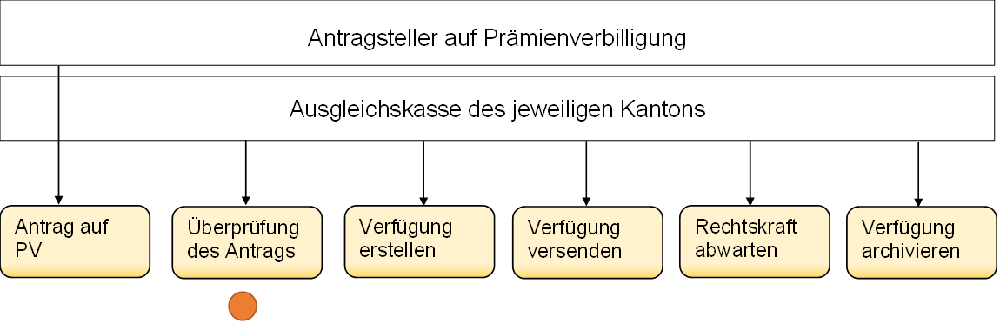 Antragsteller auf Prämienverbilligung
Ausgleichskasse des jeweiligen Kantons
Antrag auf
PV
Überprüfung
des Antrags
Verfügung
erstellen
Verfügung
versenden
Rechtskraft
abwarten
Verfügung
archivieren